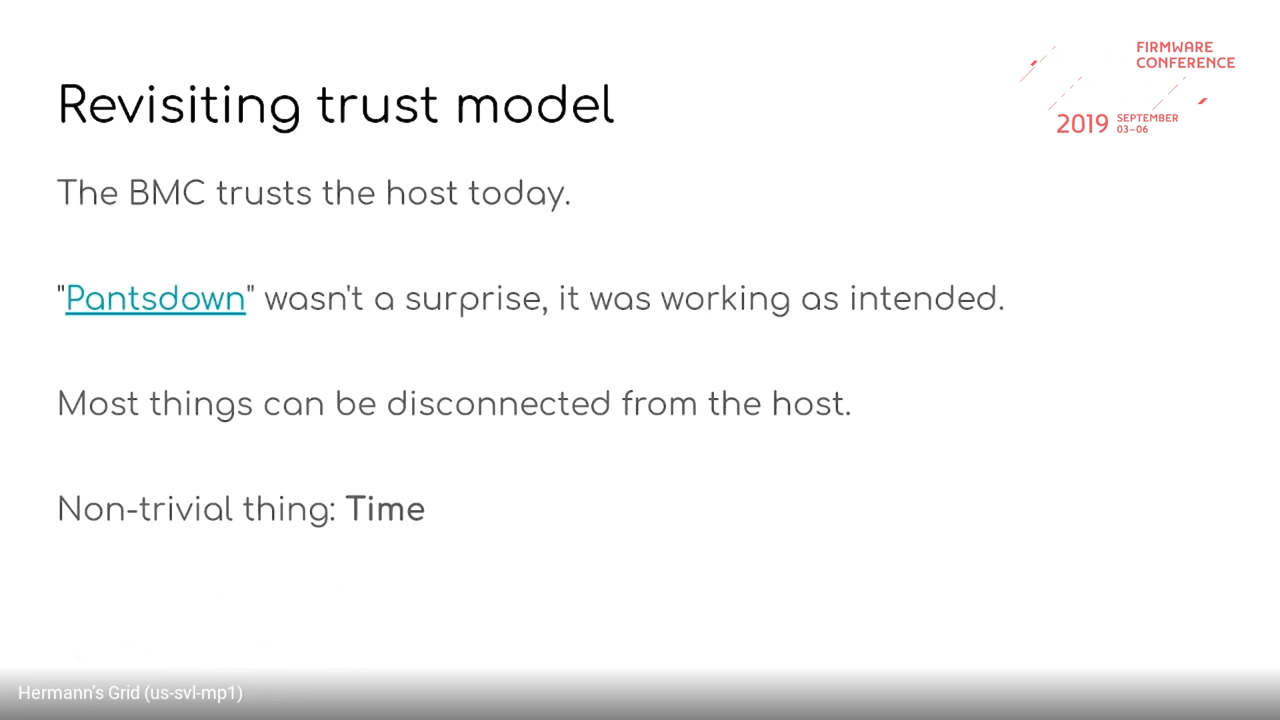 FIRMWARE
CONFERENCE
2019 SEPTEMBER
03–06
Revisiting trust model
The BMC trusts the host today.
"Pantsdown" wasn't a surprise, it was working as intended.
Most things can be disconnected from the host.
Non-trivial thing: Time
Hermann's Grid (us-svl-mp1)